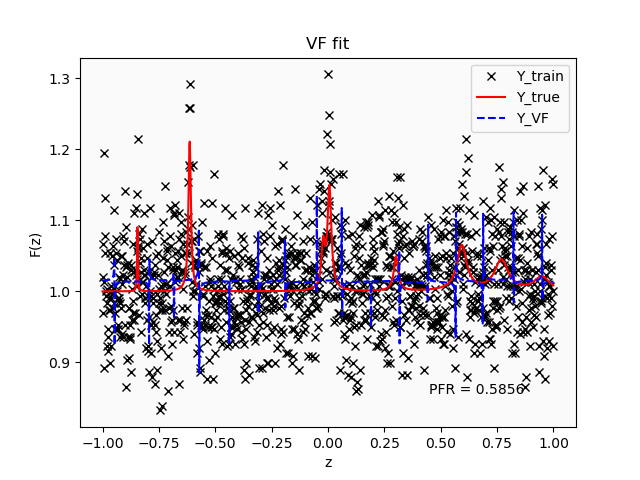 VF fit
Y_train
Y_true
Y_VF
F(z)
1.3
1.2
1.1
1.0
0.9
PFR = 0.5856
−1.00 −0.75 −0.50 −0.25 0.00 0.25 0.50 0.75 1.00
z